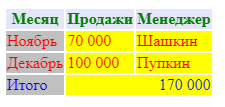 Месяц Продажи Менеджер
Ноябрь 70 000 Шашкин
Декабрь 100 000 Пупкин
Итого 170 000